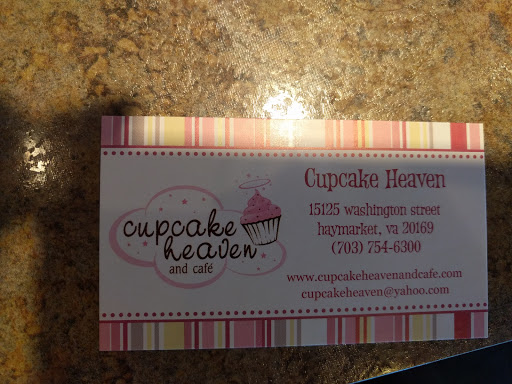 cupcake
heaven
and café
Cupcake Heaven
15125 washington street
haymarket, va 20169
(703) 754-6300
www.cupcakeheavenandcafe.com
cupcakeheaven@yahoo.com